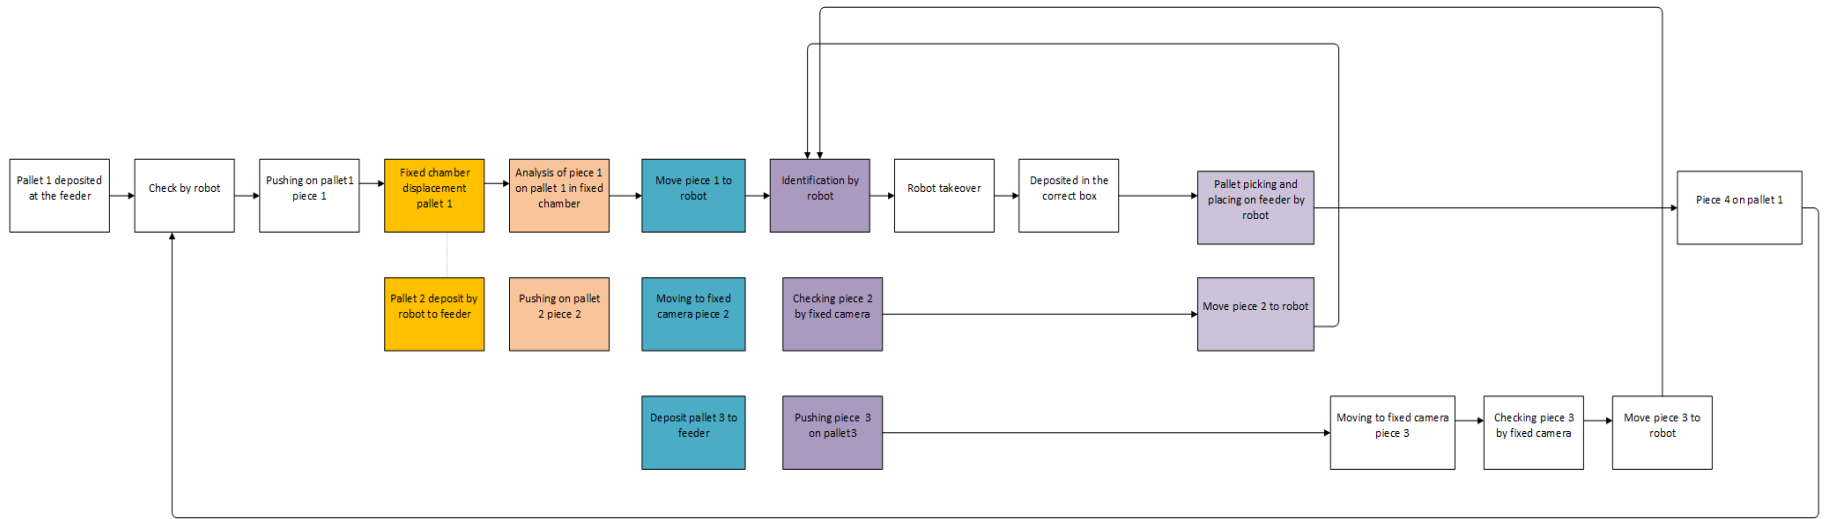 Pallet 1 deposited
at the feeder
Check by robot
Pushing on pallet1
piece 1
Fixed chamber
displacement
pallet 1
Analysis of piece 1
on pallet 1 in fixed
chamber
Move piece 1 to
robot
Identification by
robot
Robot takeover
Deposited in the
correct box
Pallet picking and
placing on feeder by
robot
Piece 4 on pallet 1
Pallet 2 deposit by
robot to feeder
Pushing on pallet
2 piece 2
Moving to fixed
camera piece 2
Checking piece 2
by fixed camera
Move piece 2 to robot
Deposit pallet 3 to
feeder
Pushing piece 3
on pallet3
Moving to fixed camera
piece 3
Checking piece 3
by fixed camera
Move piece 3 to
robot